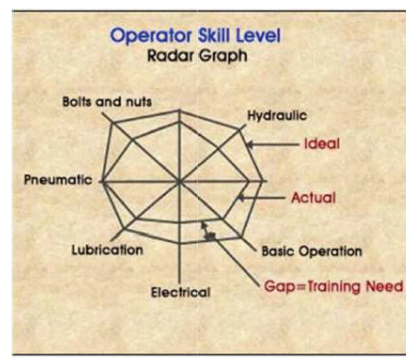 Operator Skill Level
Radar Graph
Bolts and nuts
Hydraulic
Ideal
Pneumatic
Actual
Lubrication
Basic Operation
Electrical
Gap=Training Need